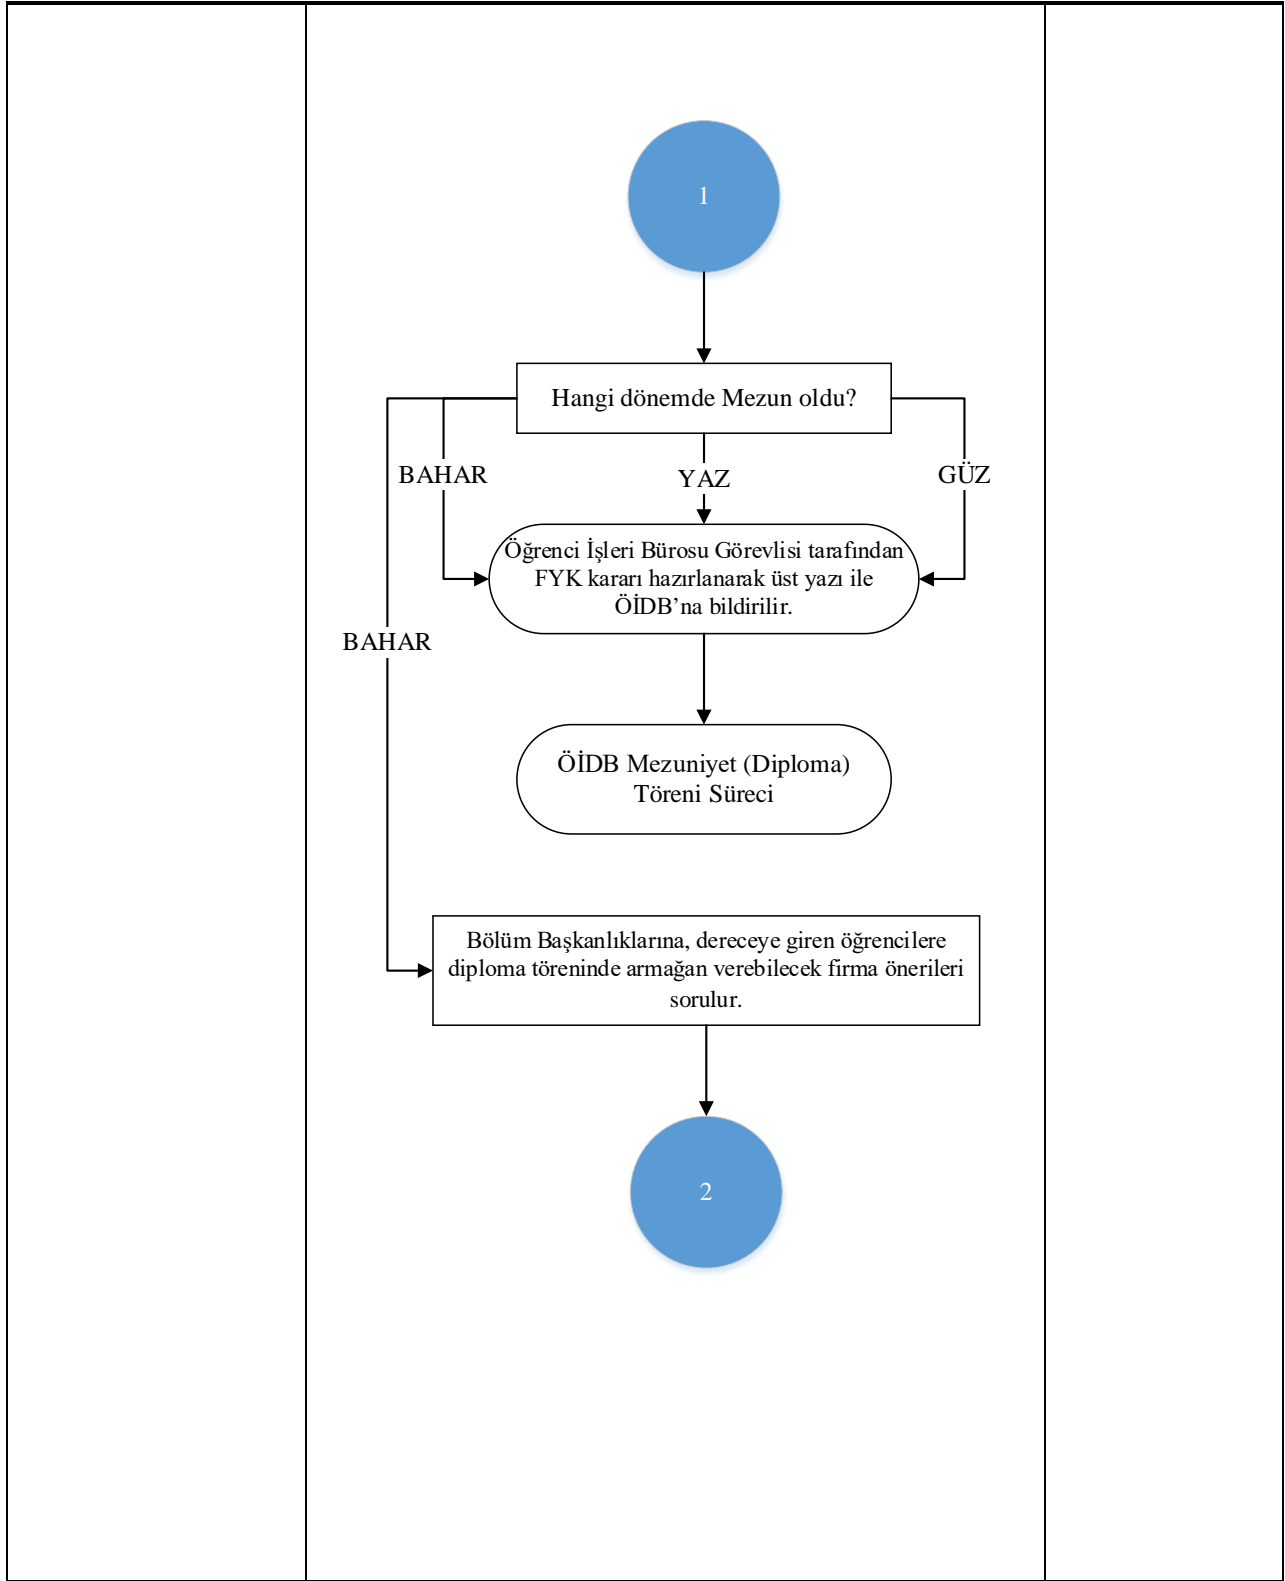 1
Hangi dönemde Mezun oldu?
BAHAR
YAZ
GÜZ
Öğrenci İşleri Bürosu Görevlisi tarafından
FYK kararı hazırlanarak üst yazı ile
ÖİDB’na bildirilir.
BAHAR
ÖİDB Mezuniyet (Diploma)
Töreni Süreci
Bölüm Başkanlıklarına, dereceye giren öğrencilere
diploma töreninde armağan verebilecek firma önerileri
sorulur.
2